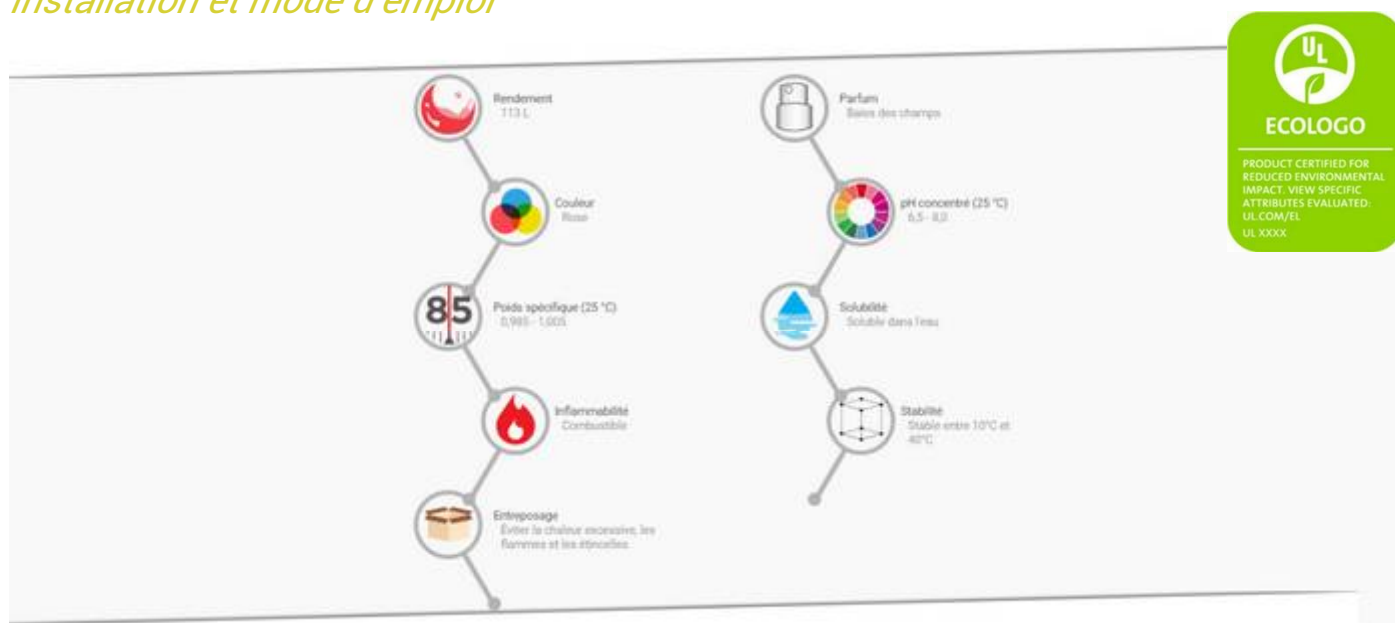 Installation et mode d'emploi
Rendement
113 L
Couleur
Rose
85
Poids spécifique (25 °C)
0,985 - 1,005
Inflammabilité
Combustible
Entreposage
Éviter la chaleur excessive, les
flammes et les étincelles.
Parfum
Baies des champs
pH concentré (25 °C)
6,5 - 8,0
Solubilité
Soluble dans l'eau
Stabilité
Stable entre 10°C et
40°C
UL
ECOLOGO
PRODUCT CERTIFIED FOR
REDUCED ENVIRONMENTAL
IMPACT. VIEW SPECIFIC
ATTRIBUTES EVALUATED:
UL.COM/EL
UL XXXX